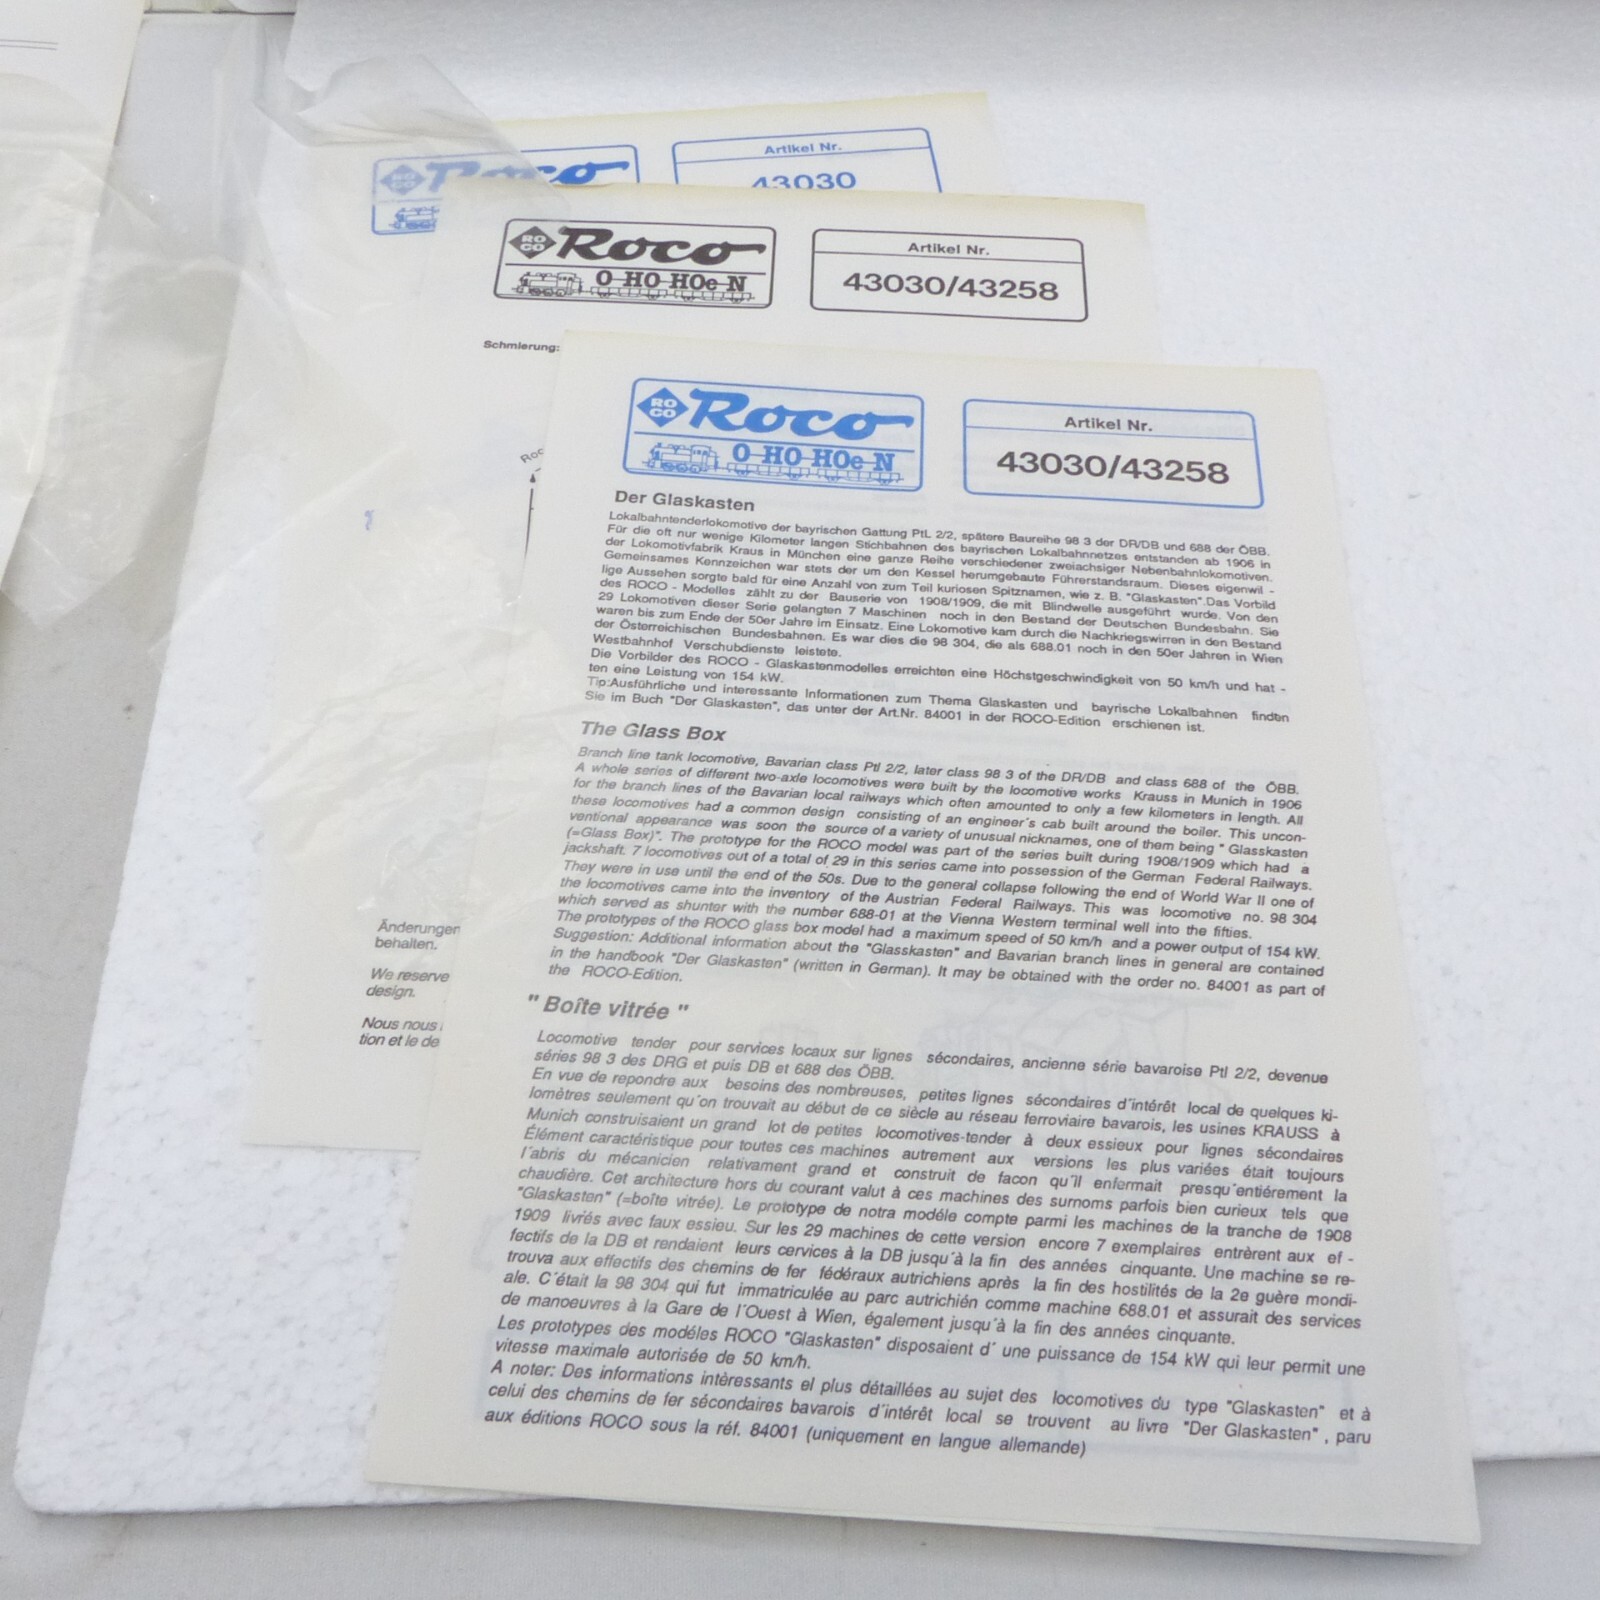 Artikel Nr.
43030
RO CO Roco
O HO HOe N
Artikel Nr.
43030/43258
Schmierung:
Änderungen
behalten.
We reserve
design.
Nous nous
tion et le de
RO CO Roco
O HO HOe N
Artikel Nr.
43030/43258
Der Glaskasten
Lokalbahntenderlokomotive der bayrischen Gattung PtL 2/2, spätere Baureihe 98 3 der DR/DB und 688 der ÖBB.
Für die oft nur wenige Kilometer langen Stichbahnen des bayrischen Lokalbahnnetzes entstanden ab 1906 in
der Lokomotivfabrik Kraus in München eine ganze Reihe verschiedener zweiachsiger Nebenbahnlokomotiven.
Gemeinsames Kennzeichen war stets der um den Kessel herumgebaute Führerstandsraum. Dieses eigenwil -
lige Aussehen sorgte bald für eine Anzahl von zum Teil kuriosen Spitznamen, wie z. B. "Glaskasten".Das Vorbild
des ROCO - Modelles zählt zu der Bauserie von 1908/1909, die mit Blindwelle ausgeführt wurde. Von den
29 Lokomotiven dieser Serie gelangten 7 Maschinen noch in den Bestand der Deutschen Bundesbahn. Sie
waren bis zum Ende der 50er Jahre im Einsatz. Eine Lokomotive kam durch die Nachkriegswirren in den Bestand
der Österreichischen Bundesbahnen. Es war dies die 98 304, die als 688.01 noch in den 50er Jahren in Wien
Westbahnhof Verschubdienste leistete.
Die Vorbilder des ROCO - Glaskastenmodelles erreichten eine Höchstgeschwindigkeit von 50 km/h und hat -
ten eine Leistung von 154 kW.
Tip:Ausführliche und interessante Informationen zum Thema Glaskasten und bayrische Lokalbahnen finden
Sie im Buch "Der Glaskasten", das unter der Art.Nr. 84001 in der ROCO-Edition erschienen ist.
The Glass Box
Branch line tank locomotive, Bavarian class Ptl 2/2, later class 98 3 of the DR/DB and class 688 of the ÖBB.
A whole series of different two-axle locomotives were built by the locomotive works Krauss in Munich in 1906
for the branch lines of the Bavarian local railways which often amounted to only a few kilometers in length. All
these locomotives had a common design consisting of an engineer's cab built around the boiler. This uncon-
ventional appearance was soon the source of a variety of unusual nicknames, one of them being " Glasskasten
(=Glass Box)". The prototype for the ROCO model was part of the series built during 1908/1909 which had a
jackshaft. 7 locomotives out of a total of 29 in this series came into possession of the German Federal Railways.
They were in use until the end of the 50s. Due to the general collapse following the end of World War II one of
the locomotives came into the inventory of the Austrian Federal Railways. This was locomotive no. 98 304
which served as shunter with the number 688-01 at the Vienna Western terminal well into the fifties.
The prototypes of the ROCO glass box model had a maximum speed of 50 km/h and a power output of 154 kW.
Suggestion: Additional information about the "Glasskasten" and Bavarian branch lines in general are contained
in the handbook "Der Glaskasten" (written in German). It may be obtained with the order no. 84001 as part of
the ROCO-Edition.
" Boîte vitrée "
Locomotive tender pour services locaux sur lignes sécondaires, ancienne série bavaroise Ptl 2/2, devenue
séries 98 3 des DRG et puis DB et 688 des ÖBB.
En vue de repondre aux besoins des nombreuses, petites lignes sécondaires d'intérêt local de quelques ki-
lomètres seulement qu'on trouvait au début de ce siècle au réseau ferroviaire bavarois, les usines KRAUSS à
Munich construisaient un grand lot de petites locomotives-tender à deux essieux pour lignes sécondaires
Élément caractéristique pour toutes ces machines autrement aux versions les plus variées était toujours
l'abris du mécanicien relativament grand et construit de facon qu'il enfermait presqu'entiérement la
chaudière. Cet architecture hors du courant valut à ces machines des surnoms parfois bien curieux tels que
"Glaskasten" (=boîte vitrée). Le prototype de notra modéle compte parmi les machines de la tranche de 1908
1909 livrés avec faux essieu. Sur les 29 machines de cette version encore 7 exemplaires entrèrent aux ef -
fectifs de la DB et rendaient leurs cervices à la DB jusqu'à la fin des années cinquante. Une machine se re-
trouva aux effectifs des chemins de fer fédéraux autrichiens après la fin des hostilités de la 2e guère mondi-
ale. C'était la 98 304 qui fut immatriculée au parc autrichién comme machine 688.01 et assurait des services
de manoeuvres à la Gare de l'Ouest à Wien, également jusqu'à la fin des années cinquante.
Les prototypes des modéles ROCO "Glaskasten" disposaient d' une puissance de 154 kW qui leur permit une
vitesse maximale autorisée de 50 km/h.
A noter: Des informations intèressants el plus détaillées au sujet des locomotives du type "Glaskasten" et à
celui des chemins de fer sécondaires bavarois d'intérêt local se trouvent au livre "Der Glaskasten" , paru
aux éditions ROCO sous la réf. 84001 (uniquement en langue allemande)